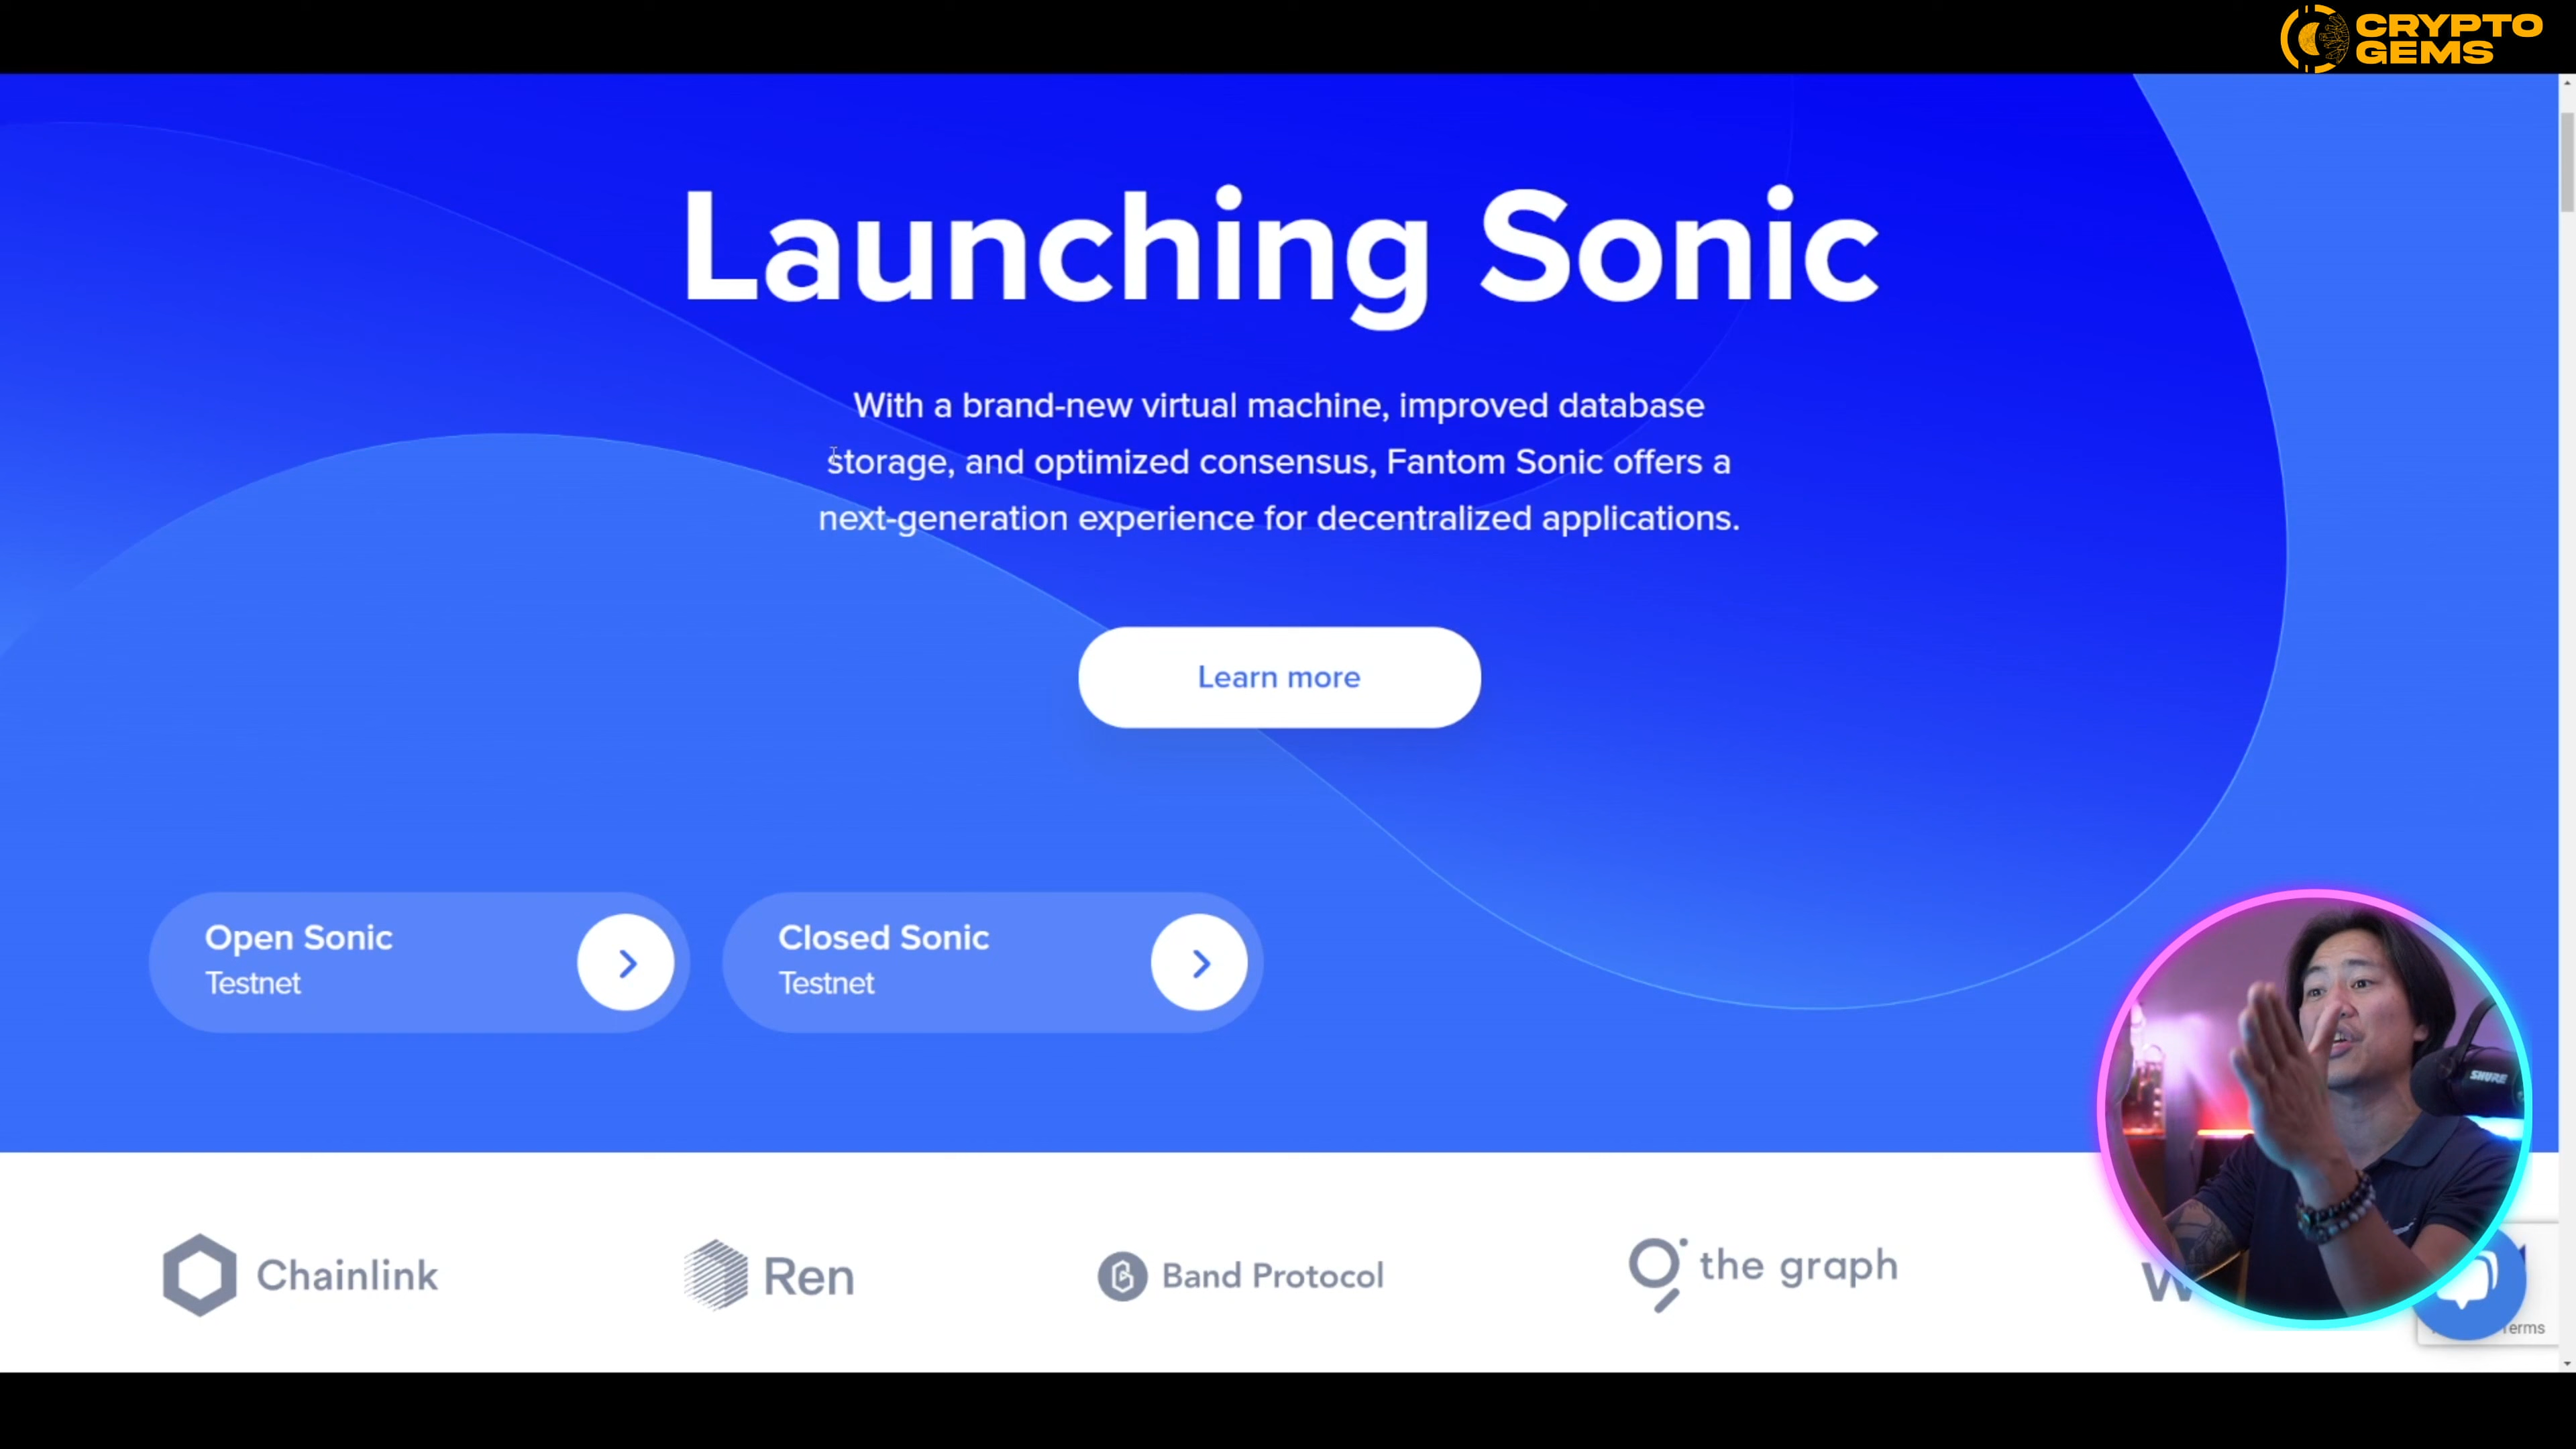 CRYPTO
GEMS
Launching Sonic
With a brand-new virtual machine, improved database
storage, and optimized consensus, Fantom Sonic offers a
next-generation experience for decentralized applications.
Learn more
Open Sonic
Testnet
Closed Sonic
Testnet
SHURE
Chainlink
Ren
Band Protocol
the graph